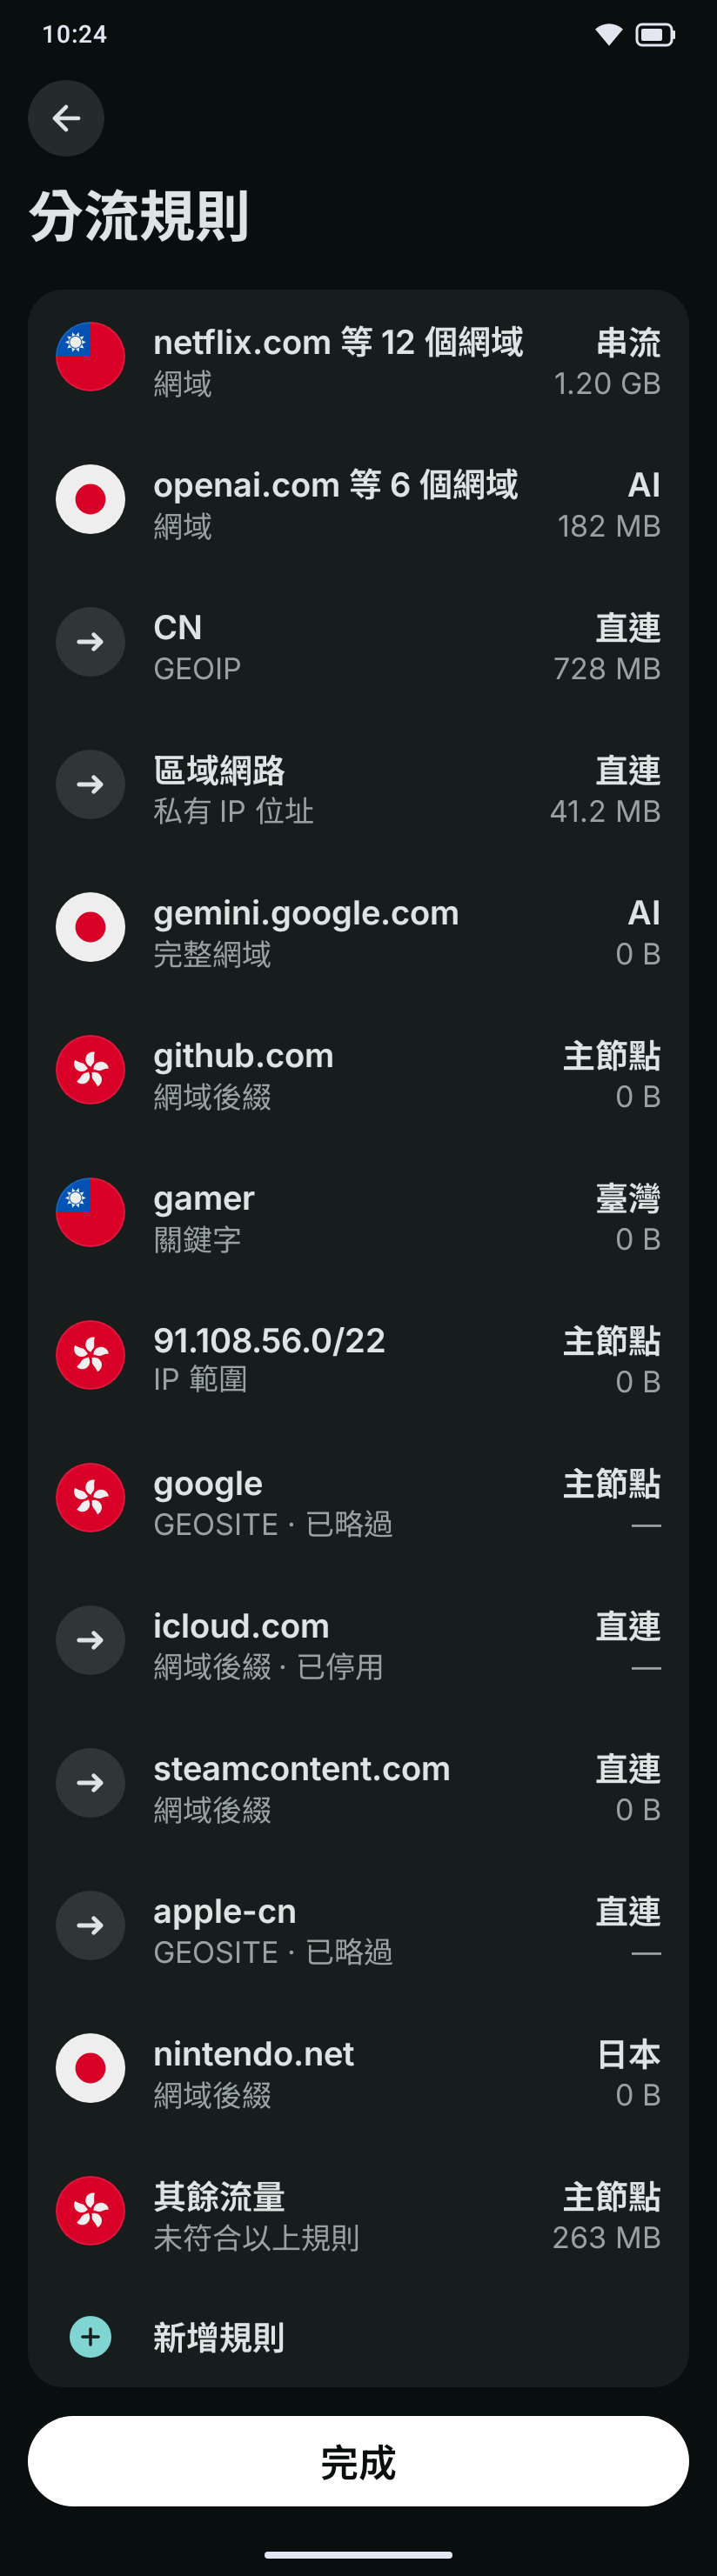 10:24
分流規則
netflix.com 等 12 個網域 串流
網域 1.20 GB
openai.com 等 6 個網域 AI
網域 182 MB
CN 直連
GEOIP 728 MB
區域網路 直連
私有 IP 位址 41.2 MB
gemini.google.com AI
完整網域 0 B
github.com 主節點
網域後綴 0 B
gamer 臺灣
關鍵字 0 B
91.108.56.0/22 主節點
IP 範圍 0 B
google 主節點
GEOSITE · 已略過 —
icloud.com 直連
網域後綴 · 已停用 —
steamcontent.com 直連
網域後綴 0 B
apple-cn 直連
GEOSITE · 已略過 —
nintendo.net 日本
網域後綴 0 B
其餘流量 主節點
未符合以上規則 263 MB
新增規則
完成